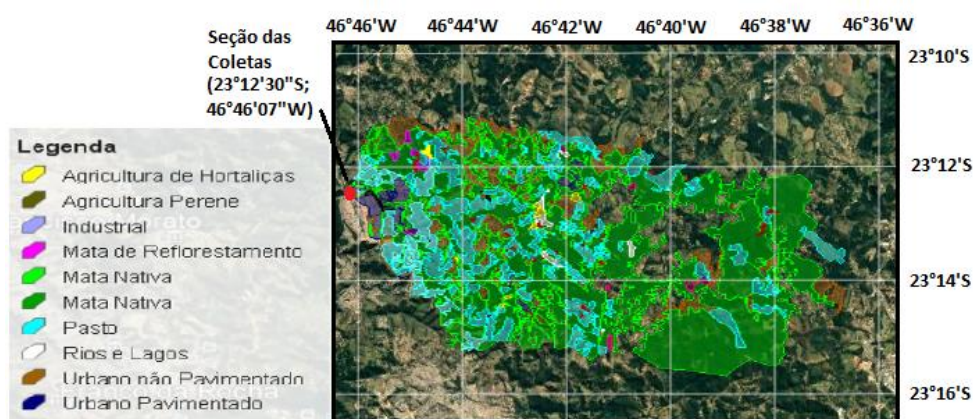 46°46'W 46°44'W 46°42'W 46°40'W 46°38'W 46°36'W
Seção das
Coletas
(23°12'30"S;
46°46'07"W)
23°10'S
23°12'S
23°14'S
23°16'S
Legenda
Agricultura de Hortaliças
Agricultura Perene
Industrial
Mata de Reflorestamento
Mata Nativa
Mata Nativa
Pasto
Rios e Lagos
Urbano não Pavimentado
Urbano Pavimentado